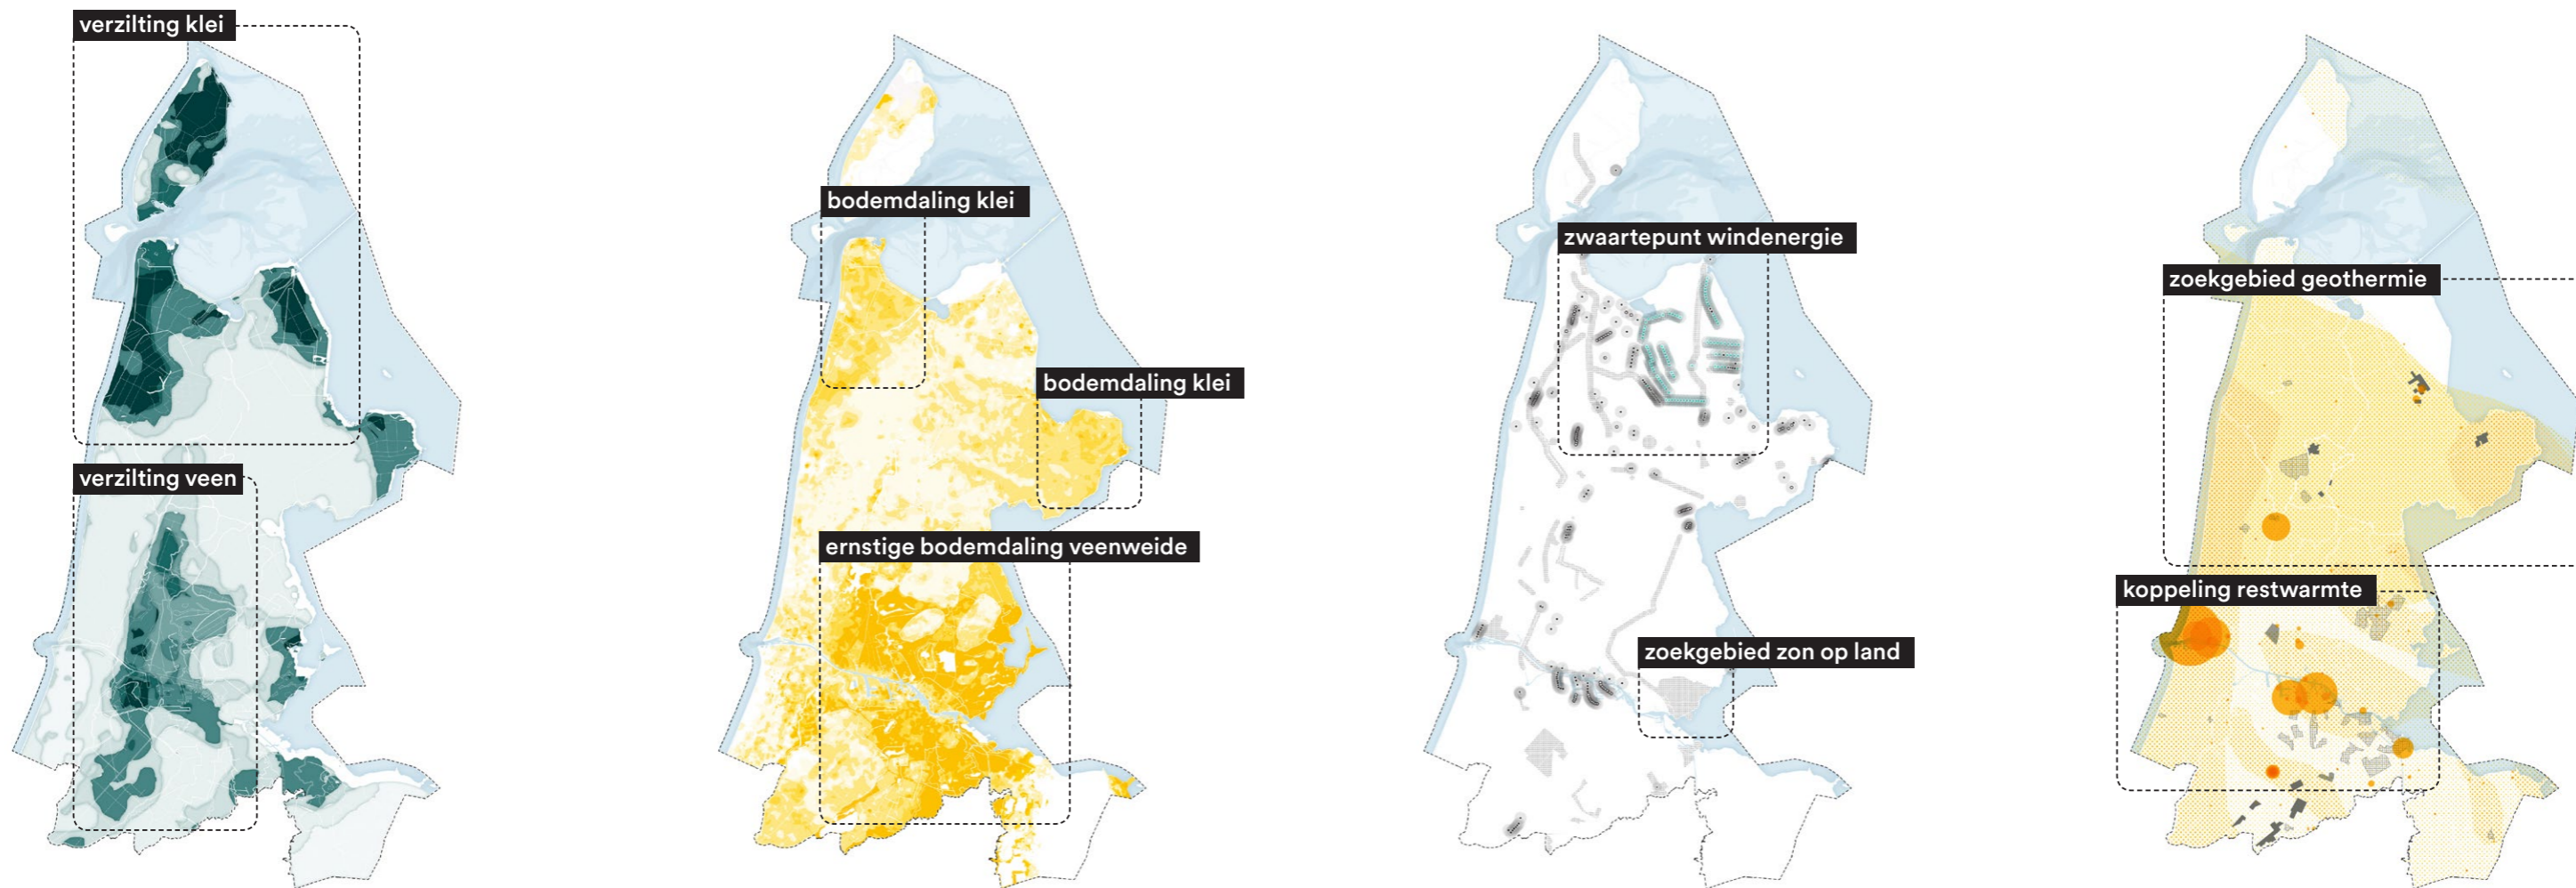 verzilting klei
verzilting veen
bodemdaling klei
bodemdaling klei
ernstige bodemdaling veenweide
zwaartepunt windenergie
zoekgebied zon op land
zoekgebied geothermie
koppeling restwarmte